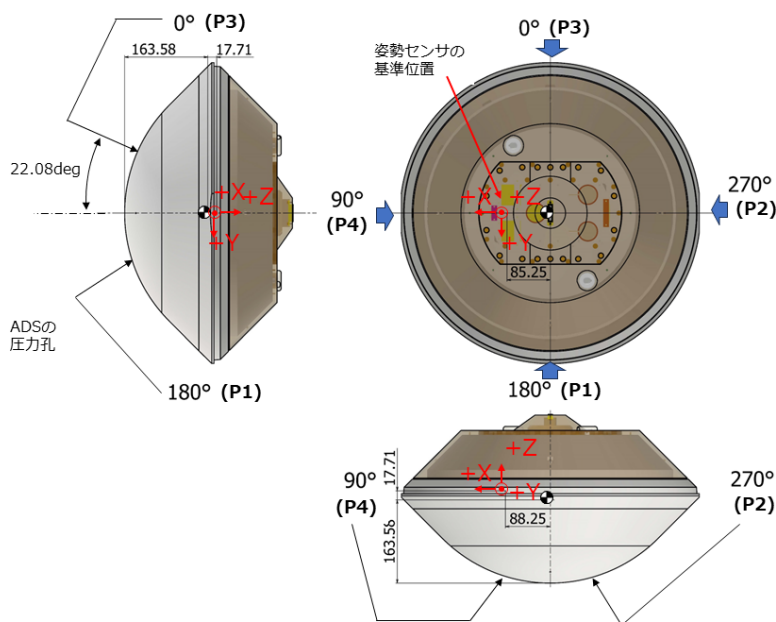 0° (P3)
163.58
17.71
22.08deg
+X
+Z
+Y
ADSの
圧力孔
180° (P1)
0° (P3)
姿勢センサの
基準位置
90°
(P4)
270°
(P2)
+X
+Z
+Y
85.25
180° (P1)
90°
(P4)
270°
(P2)
17.71
163.56
+Z
+X
+Y
88.25